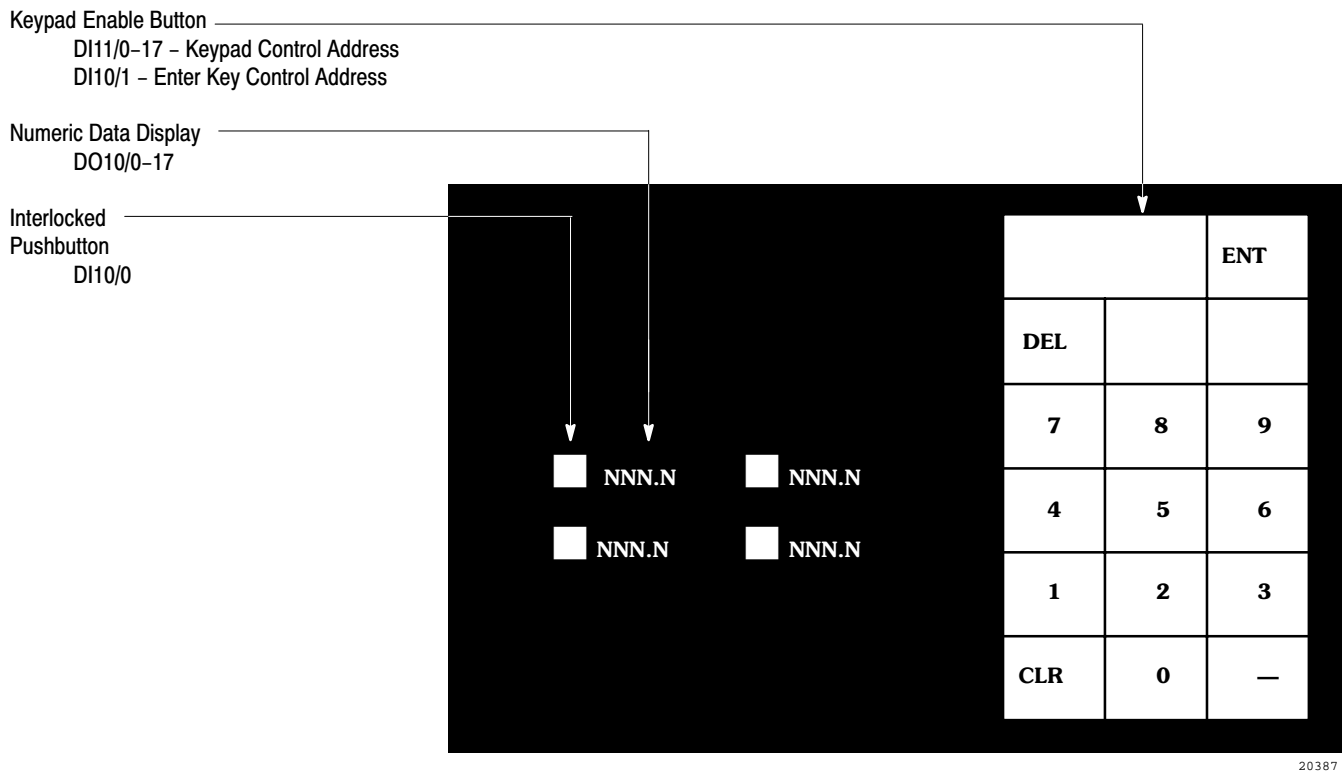 Keypad Enable Button
DI11/0–17 – Keypad Control Address
DI10/1 – Enter Key Control Address
Numeric Data Display
DO10/0–17
Interlocked
Pushbutton
DI10/0
ENT
DEL
7 8 9
NNN.N NNN.N
4 5 6
NNN.N NNN.N
1 2 3
CLR 0 —
20387